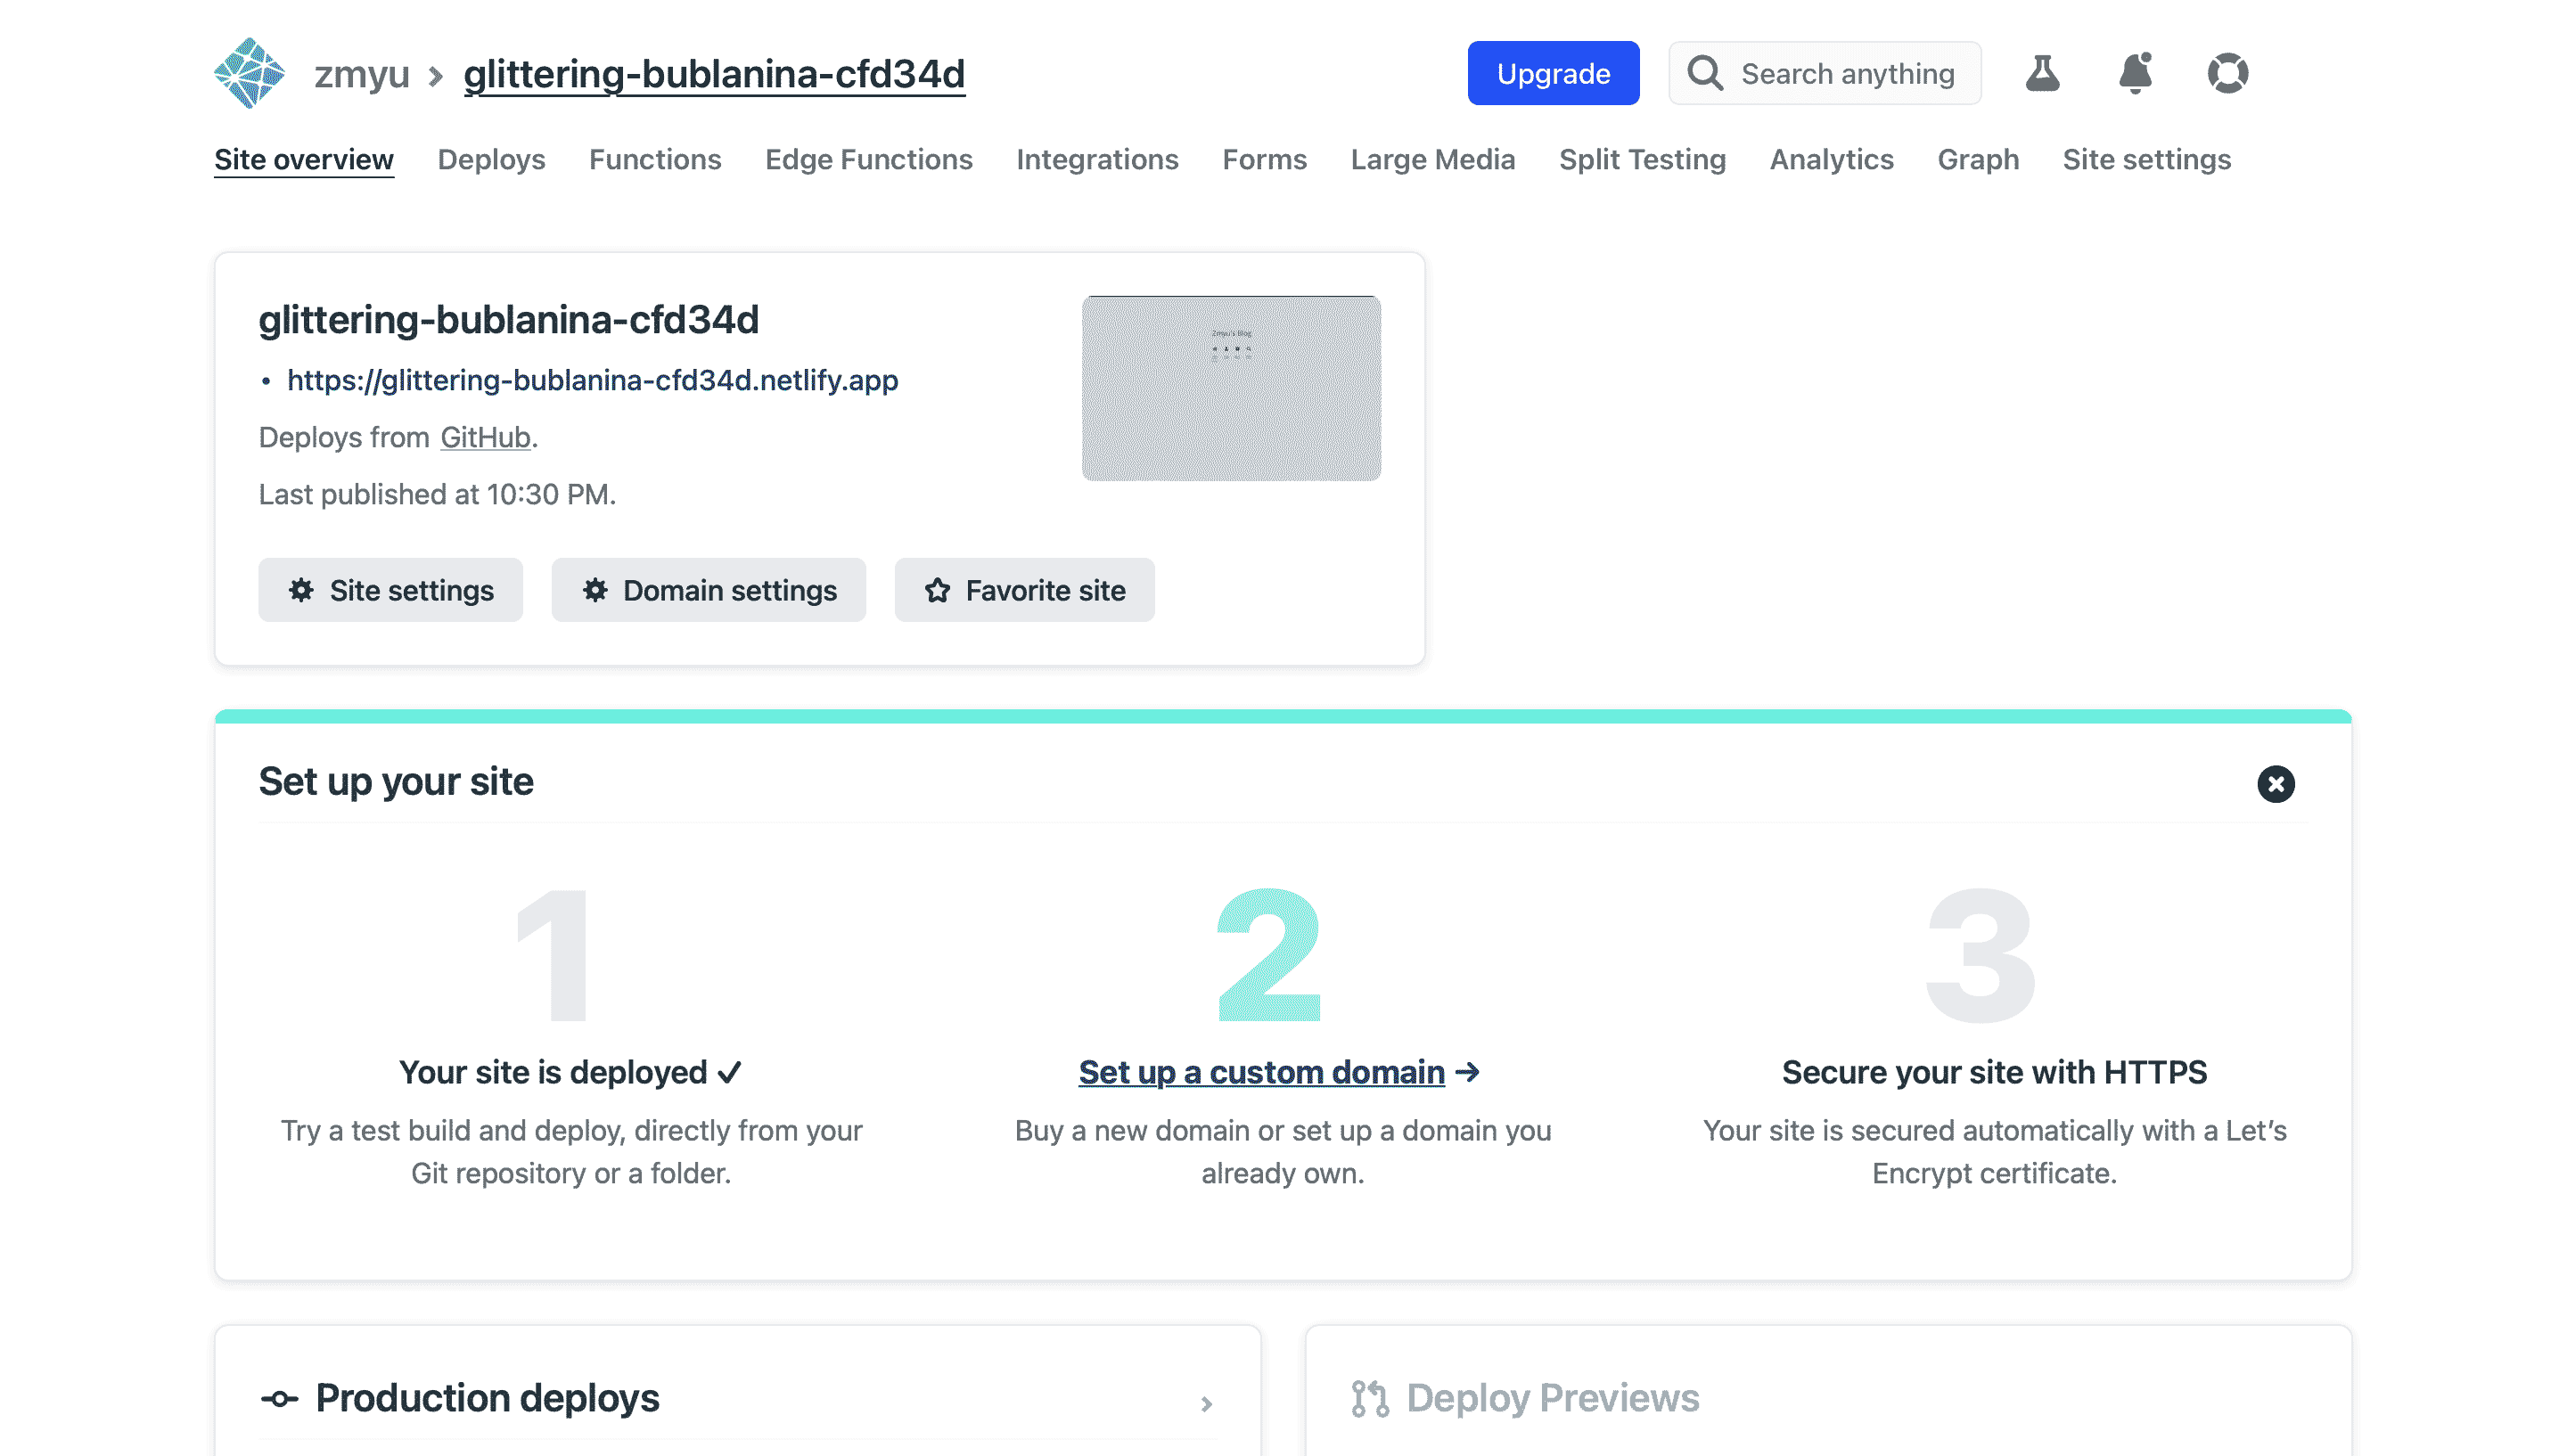 zmyu > glittering-bublanina-cfd34d
Upgrade
Search anything
Site overview Deploys Functions Edge Functions Integrations Forms Large Media Split Testing Analytics Graph Site settings
glittering-bublanina-cfd34d
• https://glittering-bublanina-cfd34d.netlify.app
Deploys from GitHub.
Last published at 10:30 PM.
Zmyu's Blog
Site settings
Domain settings
Favorite site
Set up your site
1
Your site is deployed ✓
Try a test build and deploy, directly from your
Git repository or a folder.
2
Set up a custom domain →
Buy a new domain or set up a domain you
already own.
3
Secure your site with HTTPS
Your site is secured automatically with a Let’s
Encrypt certificate.
Production deploys
Deploy Previews